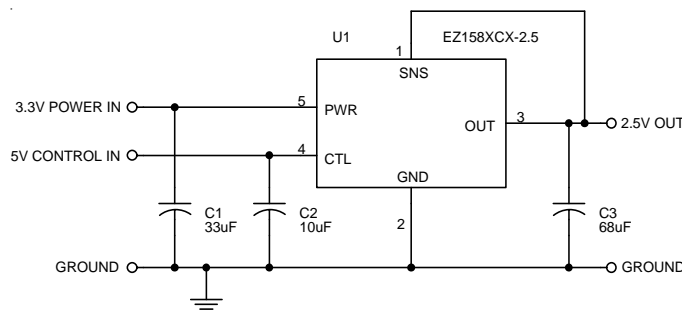 U1
EZ158XCX-2.5
1
SNS
3.3V POWER IN
5
PWR
OUT
3
2.5V OUT
5V CONTROL IN
4
CTL
GND
2
C1
33uF
C2
10uF
C3
68uF
GROUND
GROUND